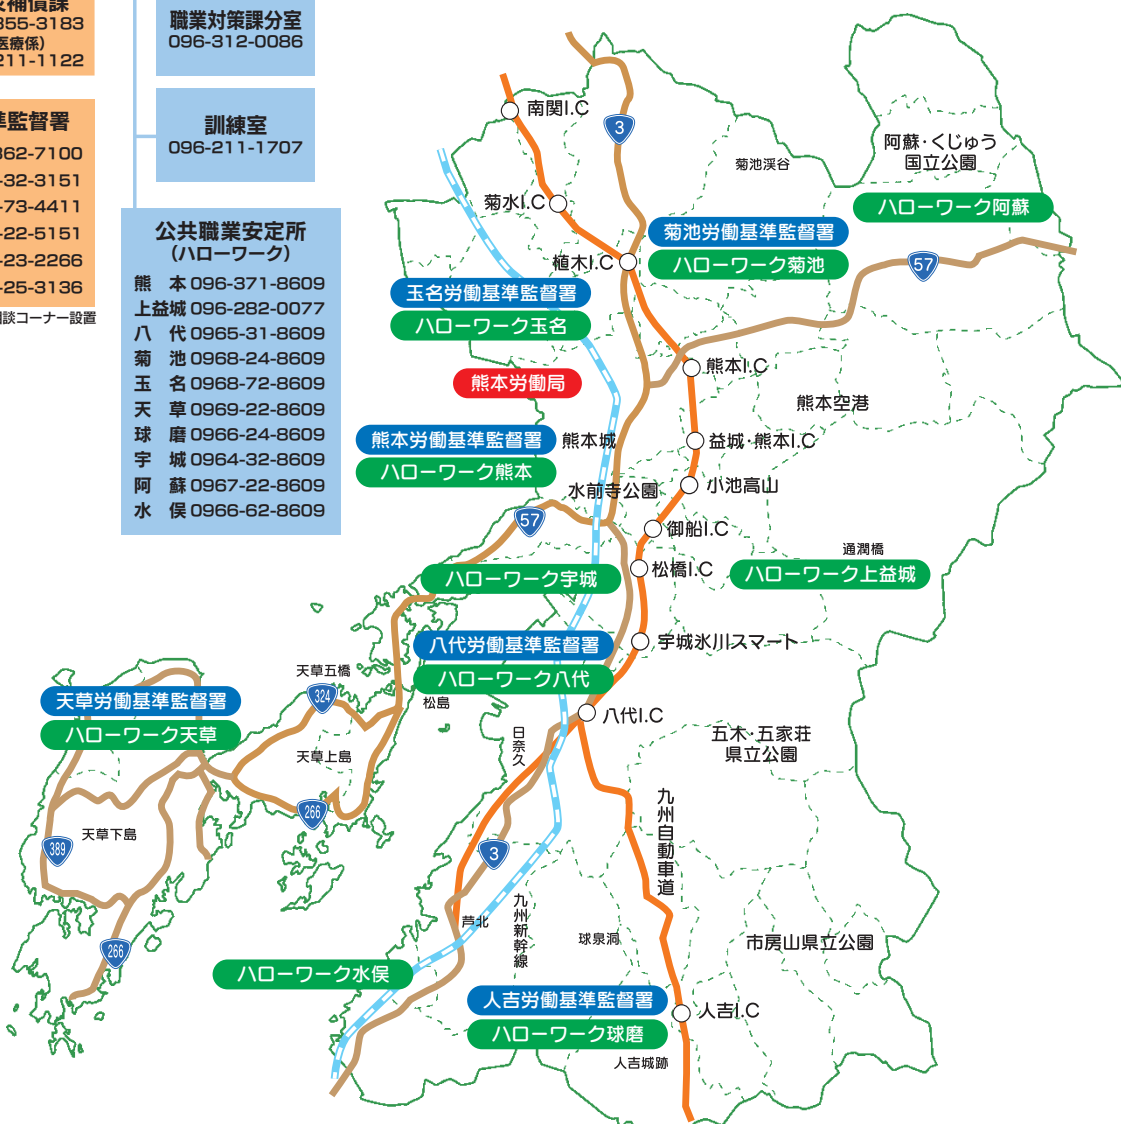 補償課
355-3183
医療係）
211-1122
監督署
362-7100
-32-3151
-73-4411
-22-5151
-23-2266
-25-3136
談コーナー設置
職業対策課分室
096-312-0086
訓練室
096-211-1707
公共職業安定所
（ハローワーク）
熊　本 096-371-8609
上益城 096-282-0077
八　代 0965-31-8609
菊　池 0968-24-8609
玉　名 0968-72-8609
天　草 0969-22-8609
球　磨 0966-24-8609
宇　城 0964-32-8609
阿　蘇 0967-22-8609
水　俣 0966-62-8609
南関I.C
3
菊池渓谷
阿蘇・くじゅう
国立公園
菊水I.C
ハローワーク阿蘇
菊池労働基準監督署
ハローワーク菊池
植木I.C
57
玉名労働基準監督署
ハローワーク玉名
熊本I.C
熊本労働局
熊本空港
熊本労働基準監督署
熊本城
益城・熊本I.C
ハローワーク熊本
水前寺公園
小池高山
57
御船I.C
通潤橋
松橋I.C
ハローワーク上益城
ハローワーク宇城
八代労働基準監督署
宇城氷川スマート
ハローワーク八代
天草五橋
324
松島
天草労働基準監督署
ハローワーク天草
八代I.C
日奈久
五木・五家荘
県立公園
天草上島
266
九州自動車道
天草下島
389
3
九州新幹線
芦北
球泉洞
市房山県立公園
266
ハローワーク水俣
人吉労働基準監督署
人吉I.C
ハローワーク球磨
人吉城跡